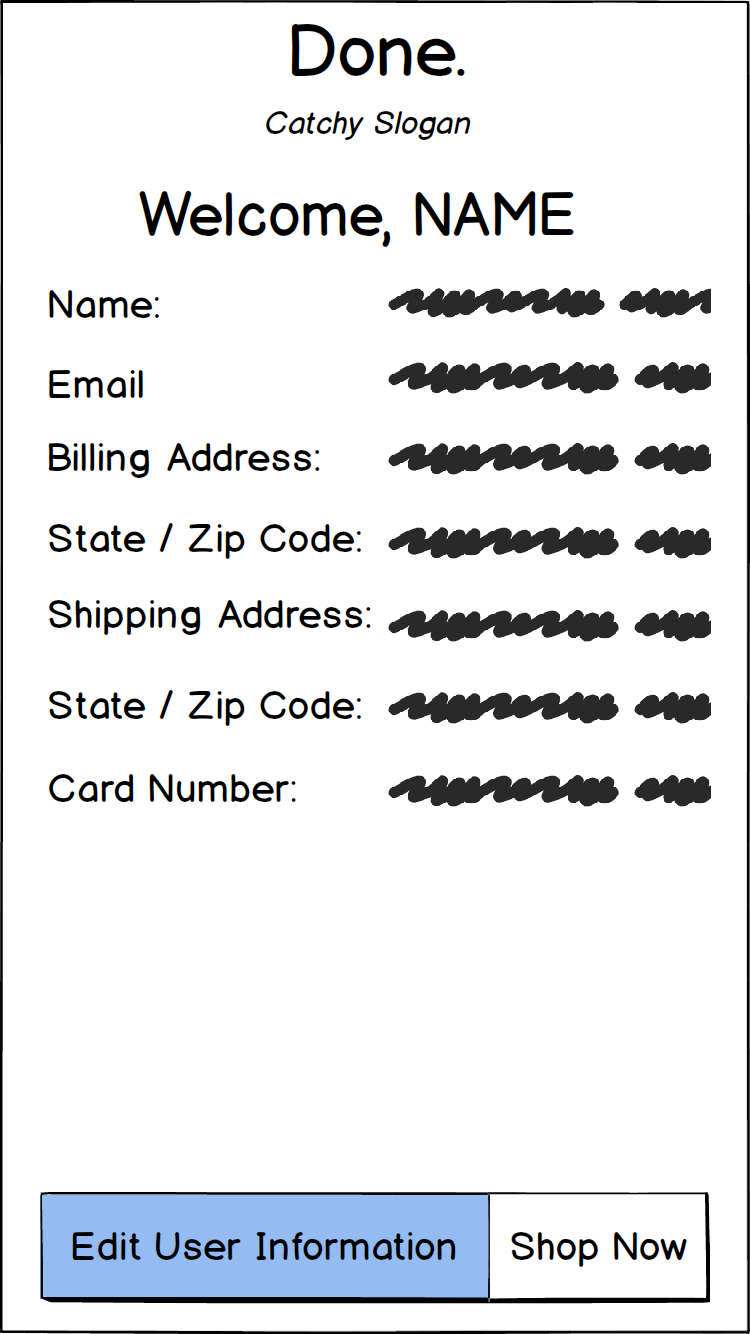 Done.
Catchy Slogan
Welcome, NAME
Name:
Email
Billing Address:
State / Zip Code:
Shipping Address:
State / Zip Code:
Card Number:
Edit User Information Shop Now